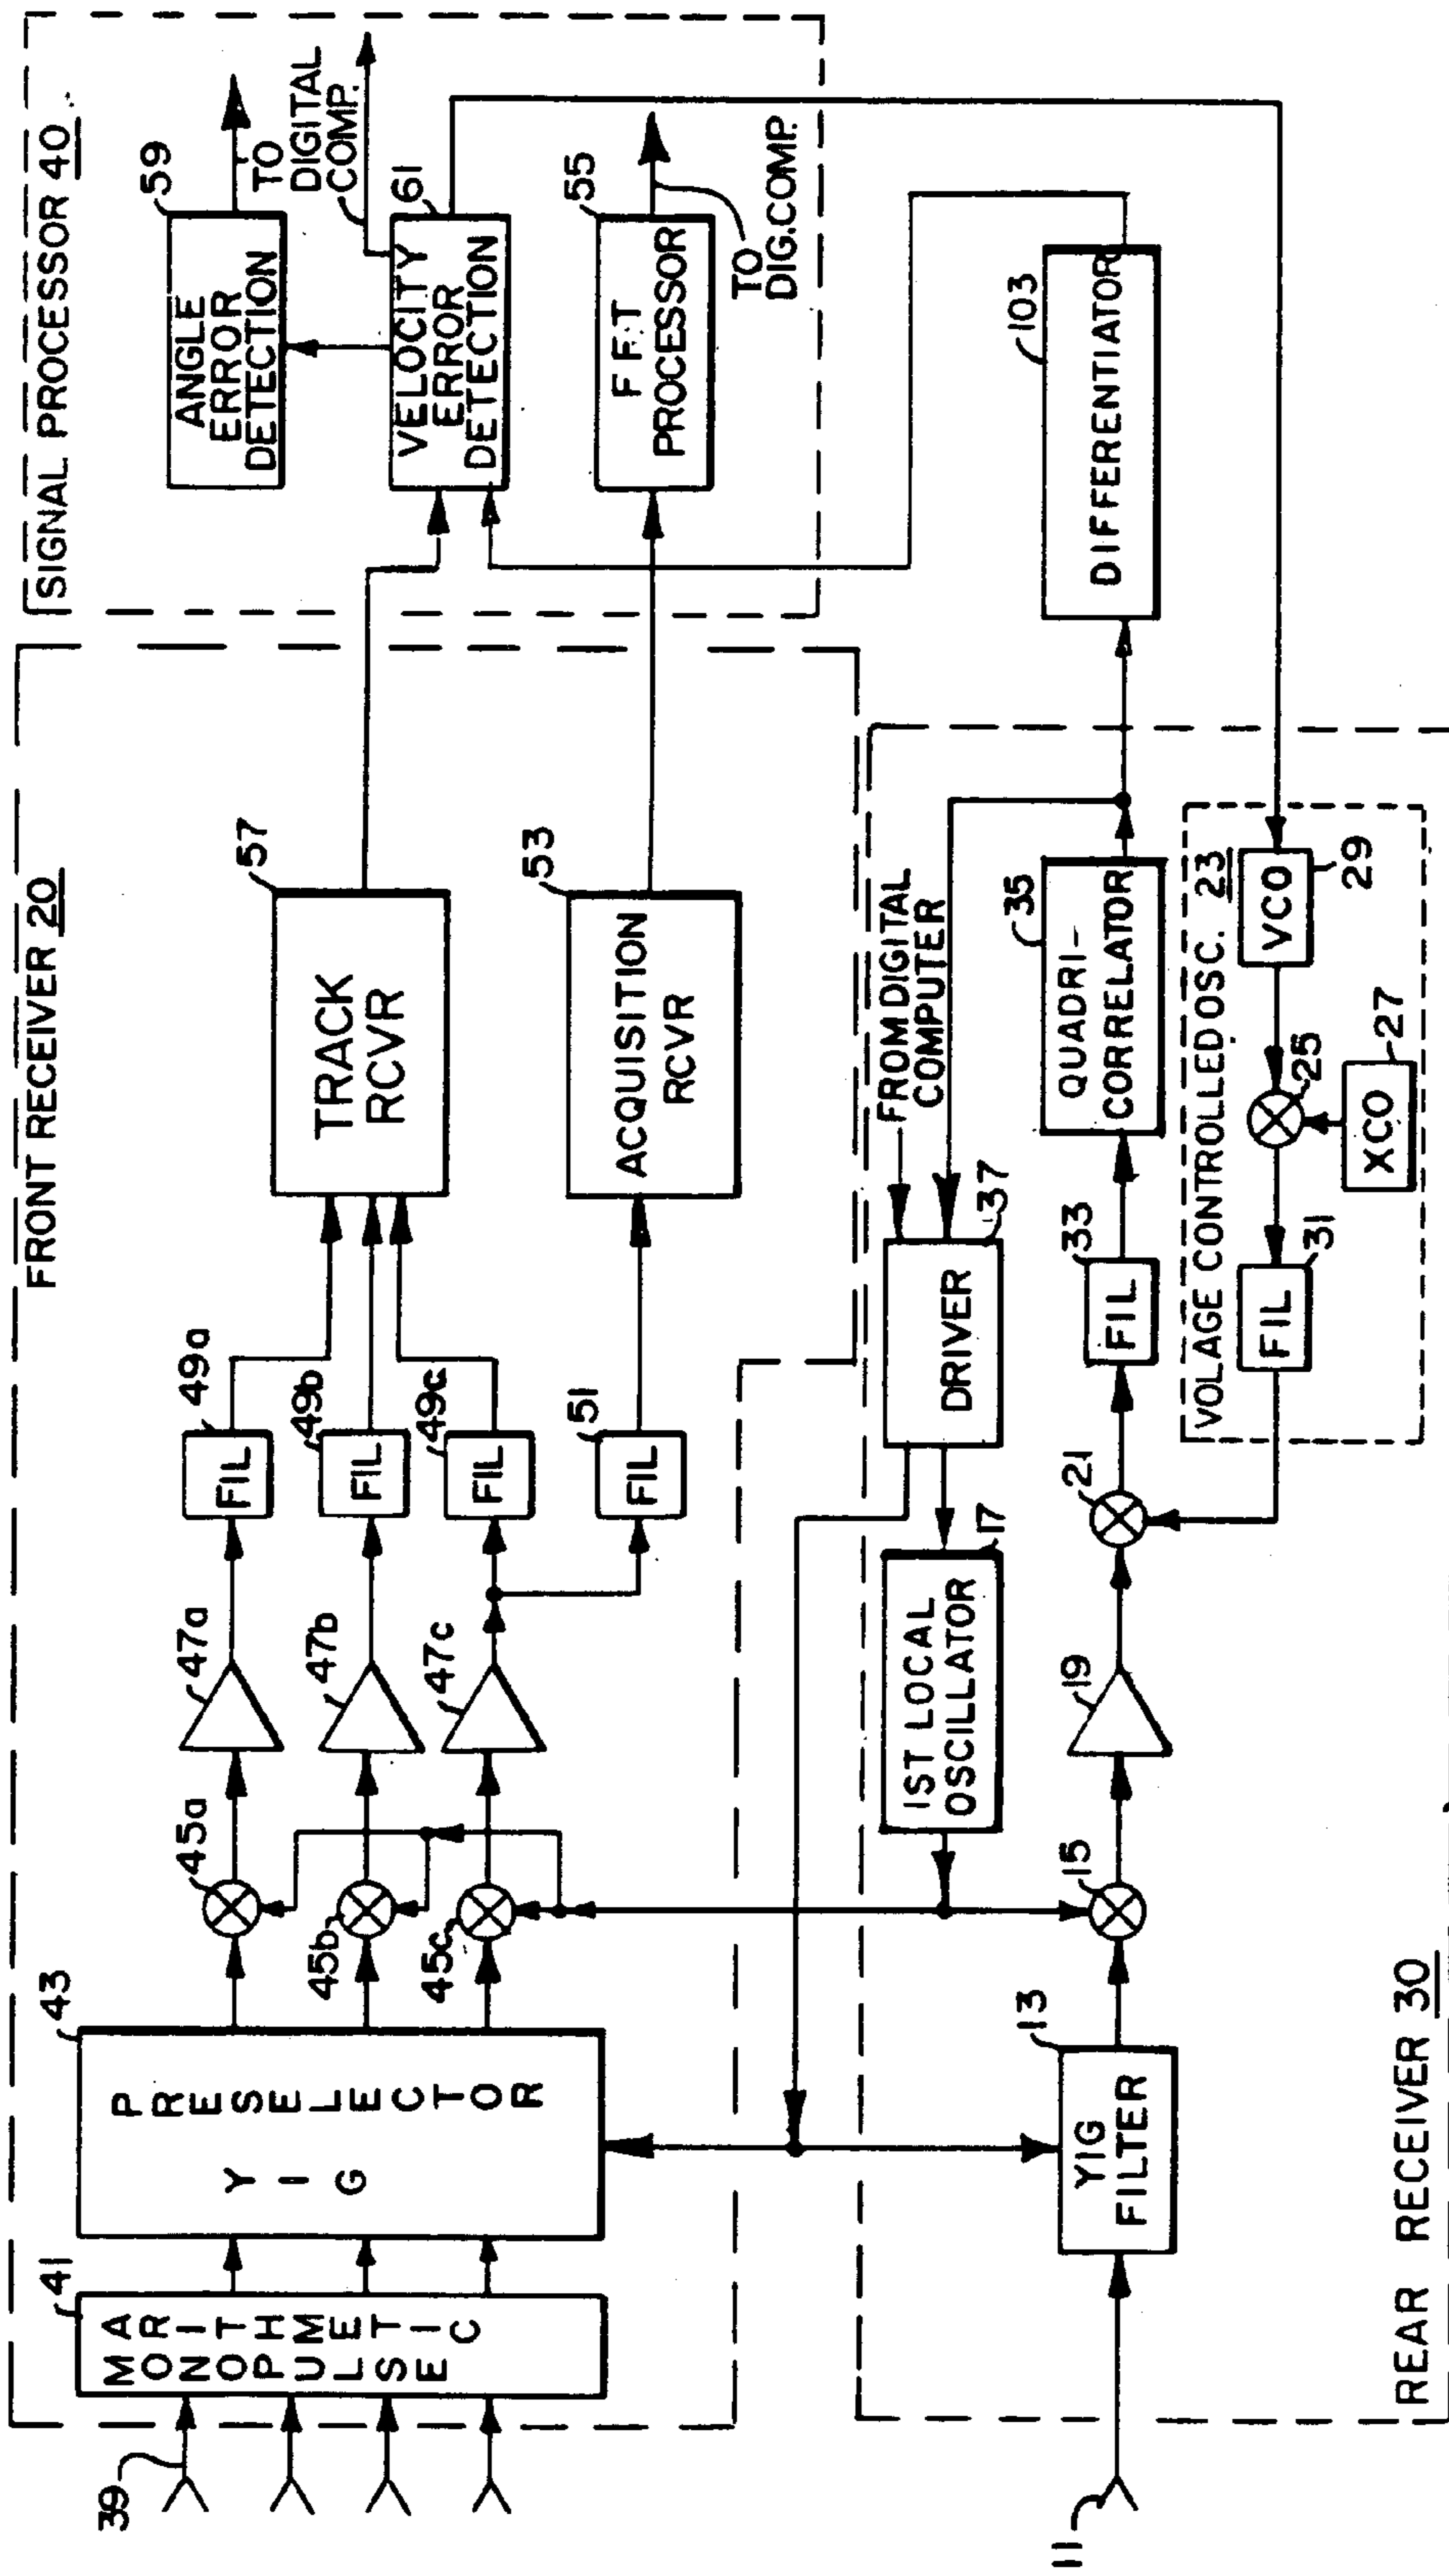 FRONT RECEIVER 20
SIGNAL PROCESSOR 40
39
41
MONOPULSE
ARITHMETIC
43
PRESELECTOR
YIG
45a
45b
45c
47a
47b
47c
49a
FIL
49b
FIL
49c
FIL
51
FIL
57
TRACK
RCVR
53
ACQUISITION
RCVR
59
ANGLE
ERROR
DETECTION
TO
DIGITAL
COMP.
61
VELOCITY
ERROR
DETECTION
55
FFT
PROCESSOR
TO
DIG.COMP.
FROM DIGITAL
COMPUTER
37
DRIVER
17
1ST LOCAL
OSCILLATOR
11
13
YIG
FILTER
15
19
21
33
FIL
35
QUADRI-
CORRELATOR
103
DIFFERENTIATOR
VOLAGE CONTROLLED OSC. 23
31
FIL
25
27
XCO
29
VCO
REAR RECEIVER 30